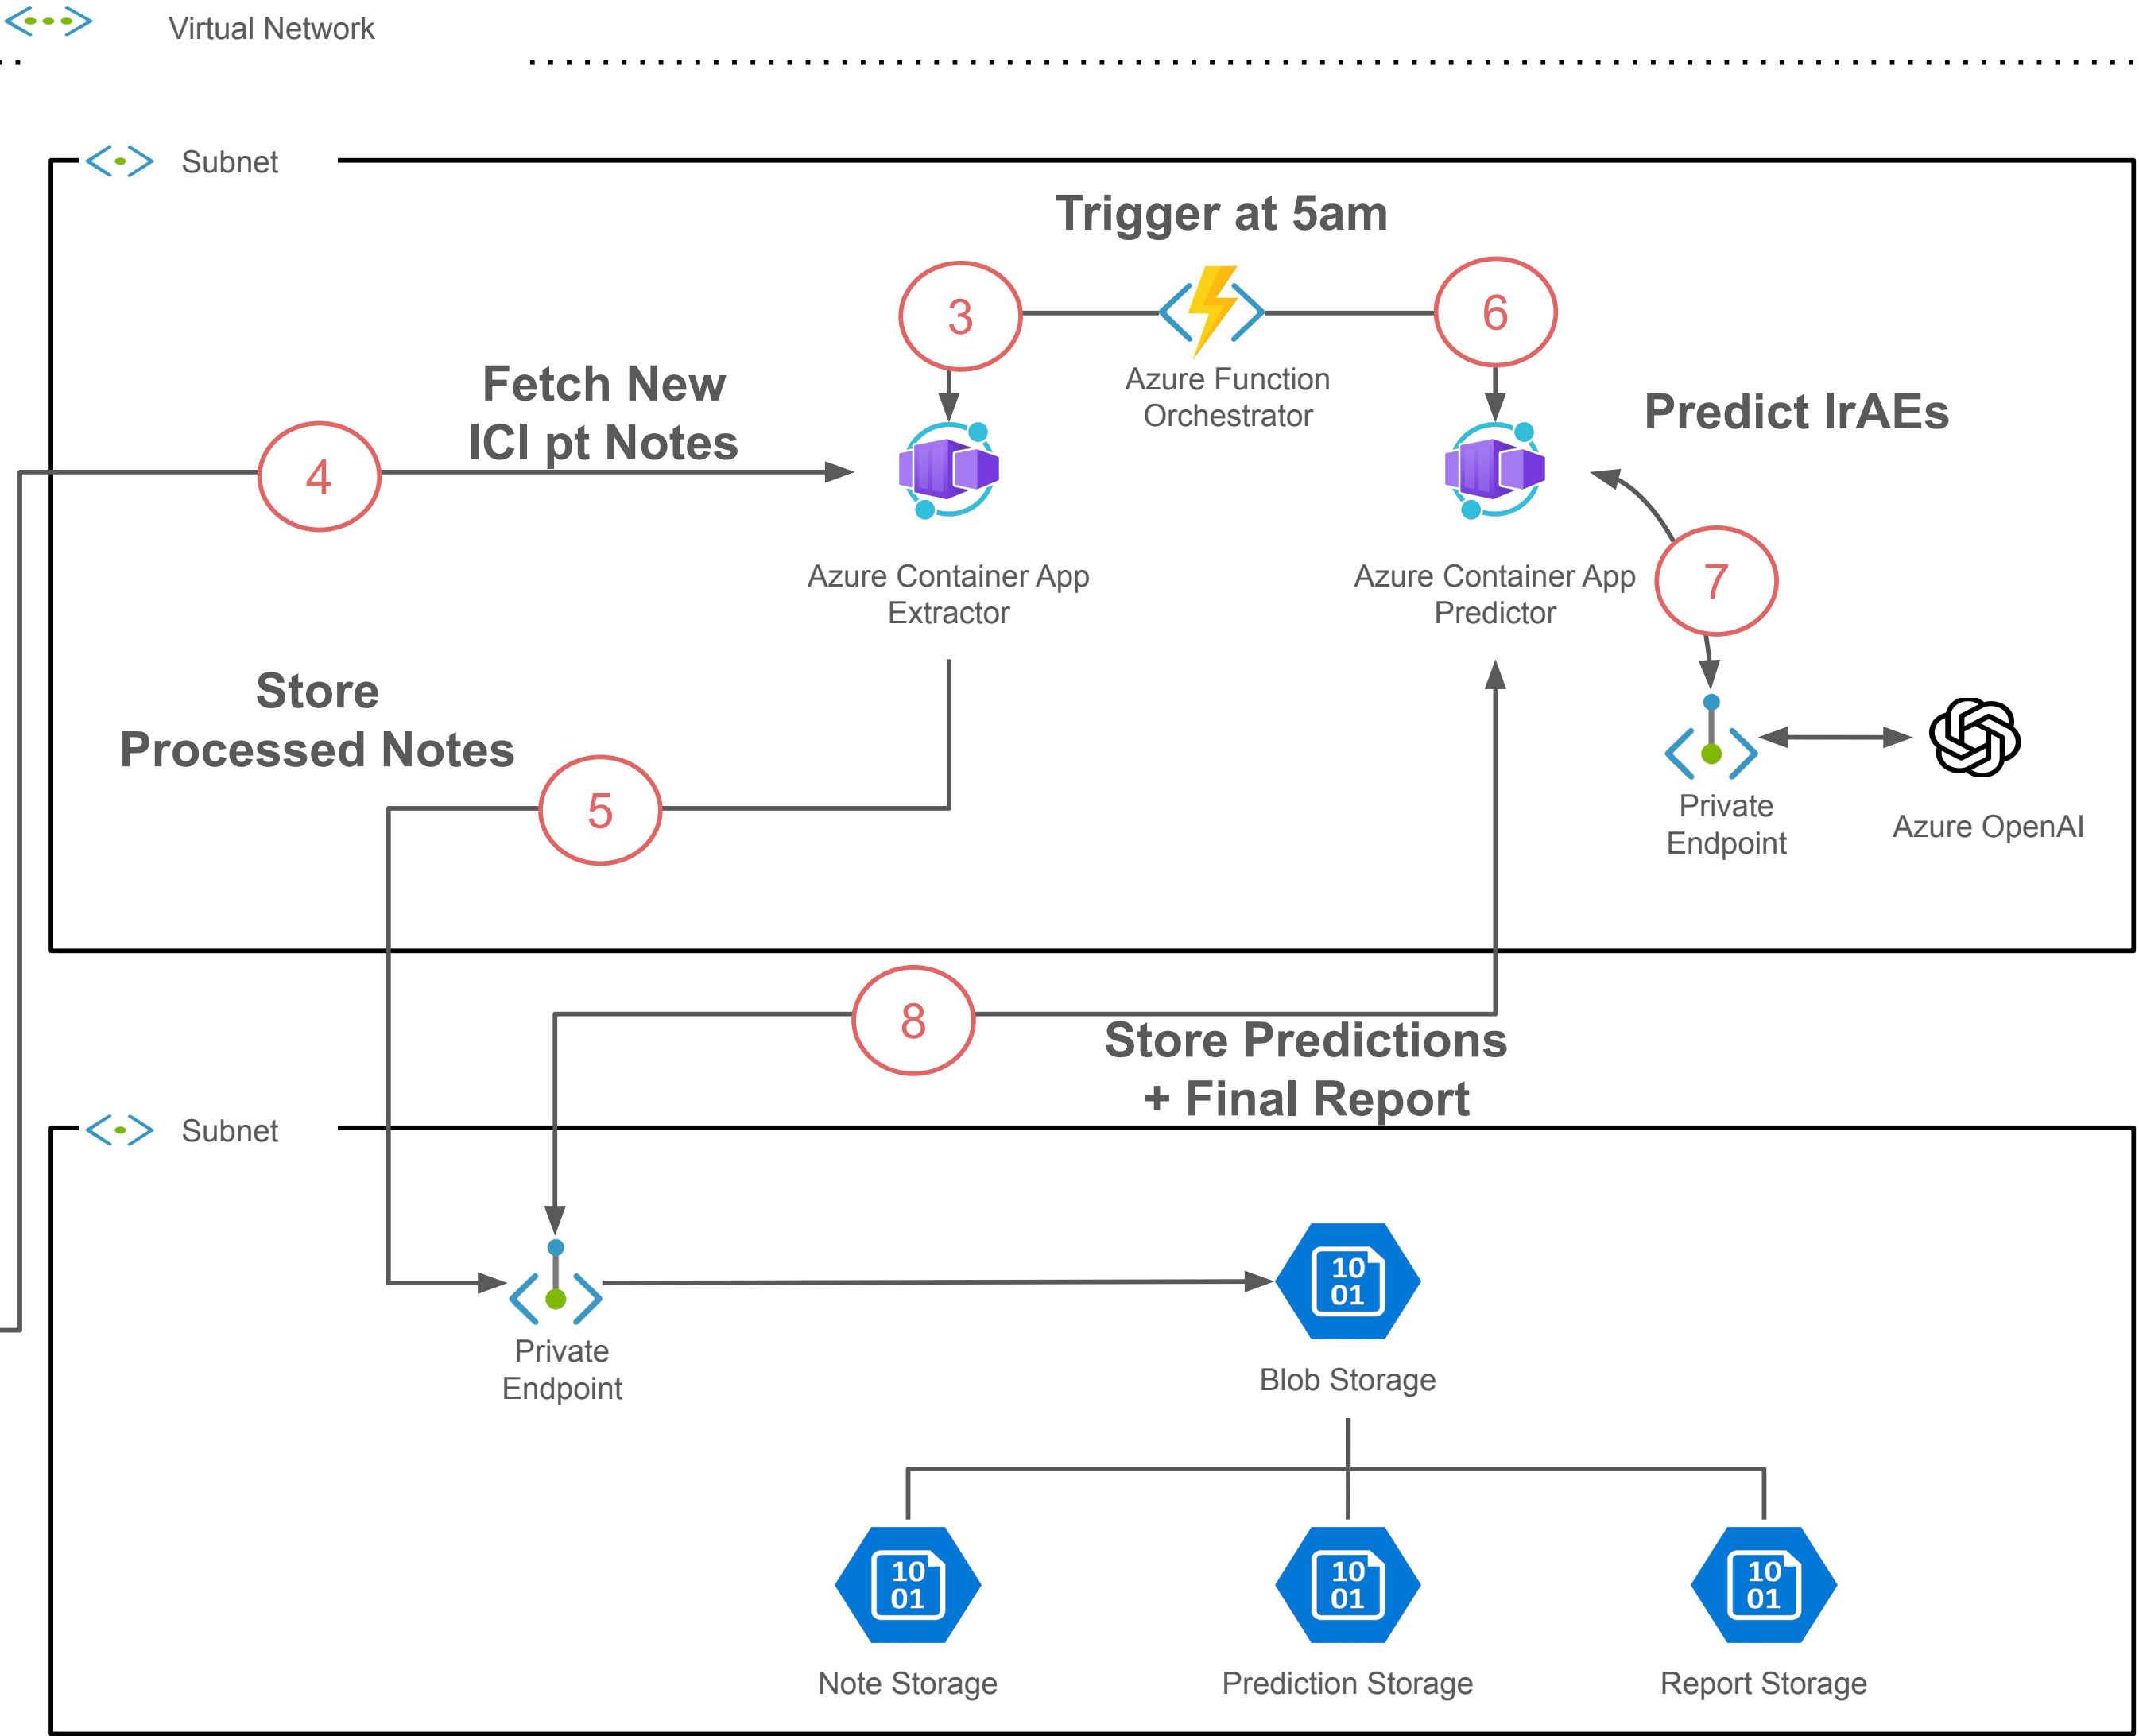 Virtual Network
Subnet
Trigger at 5am
3
6
Azure Function
Orchestrator
Fetch New
ICI pt Notes
4
Predict IrAEs
Azure Container App
Extractor
Azure Container App
Predictor
7
Store
Processed Notes
5
Private
Endpoint
Azure OpenAI
8
Store Predictions
+ Final Report
Subnet
Private
Endpoint
10
01
Blob Storage
10
01
Note Storage
10
01
Prediction Storage
10
01
Report Storage